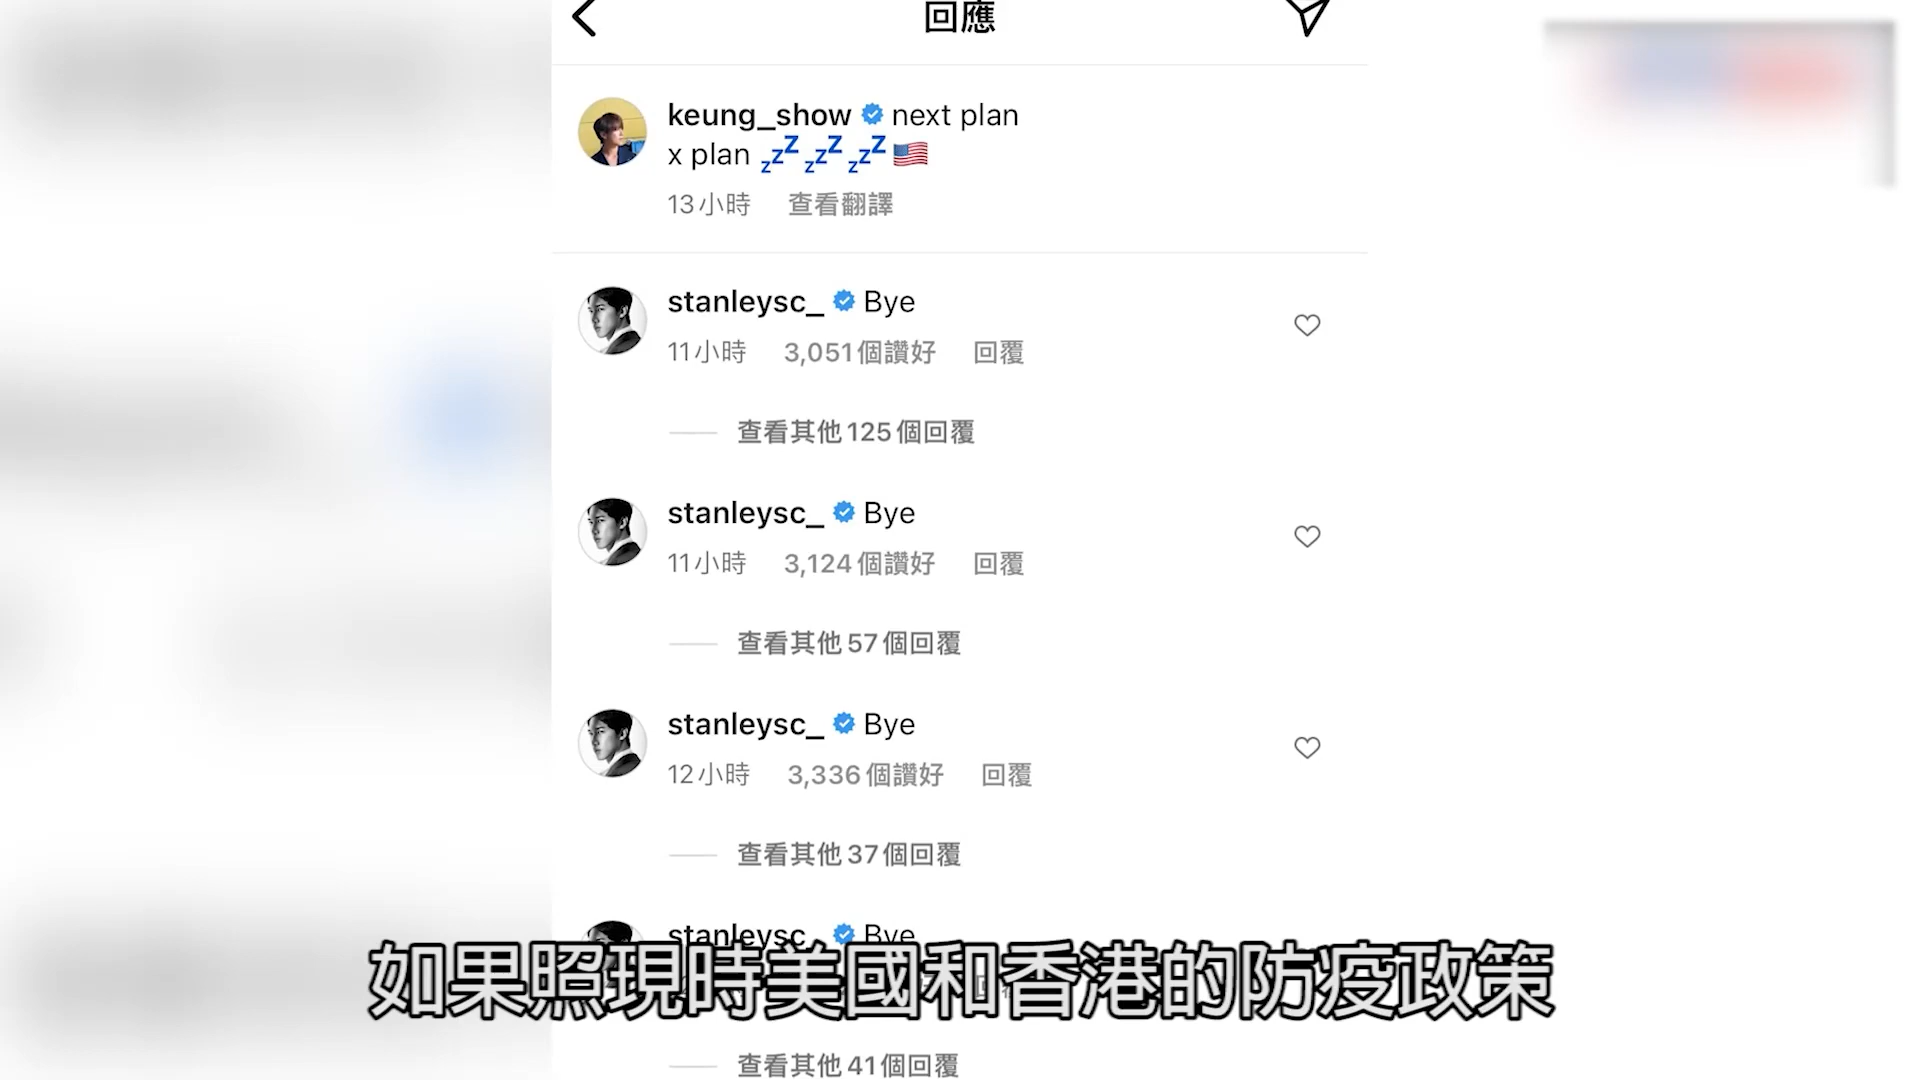 回應
keung_show next plan
x plan 💤💤💤🇺🇸
13小時 查看翻譯
stanleysc_ Bye
11小時 3,051個讚好 回覆
查看其他125個回覆
stanleysc_ Bye
11小時 3,124個讚好 回覆
查看其他57個回覆
stanleysc_ Bye
12小時 3,336個讚好 回覆
查看其他37個回覆
stanleysc_ Bye
如果照現時美國和香港的防疫政策
查看其他41個回覆